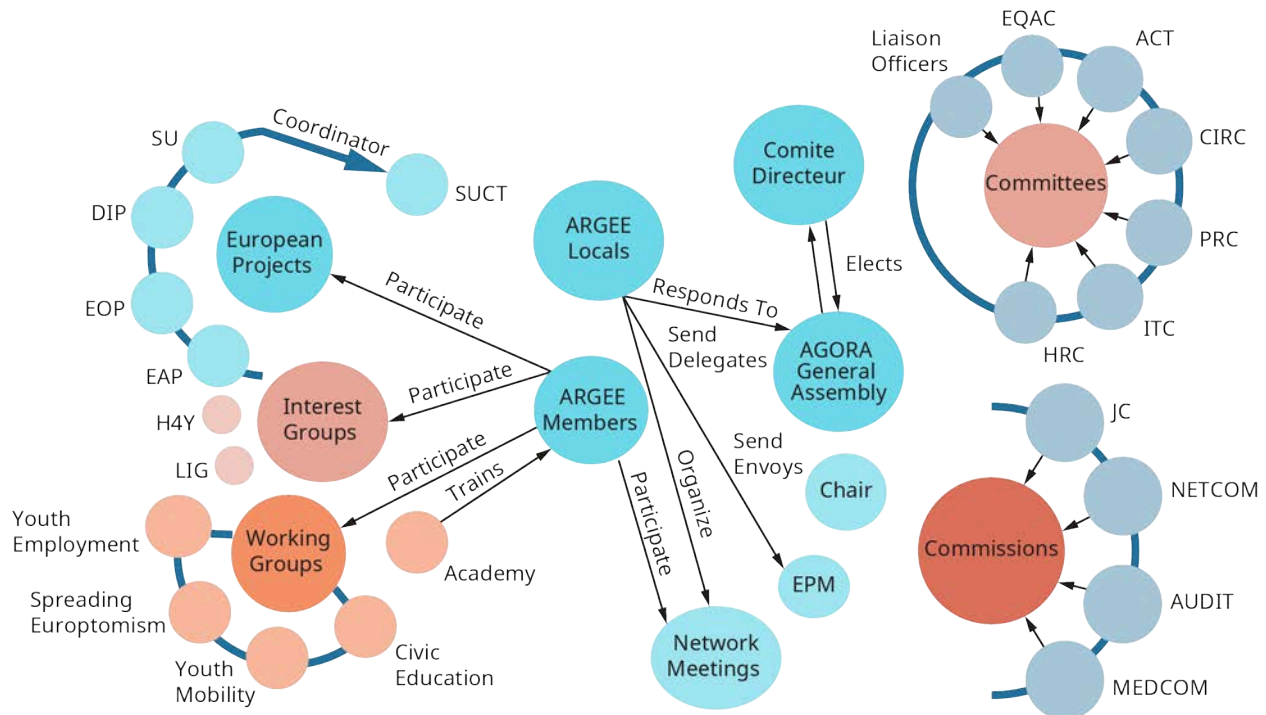 EQAC
Liaison
Officers
ACT
Coordinator
SU
Comite
Directeur
CIRC
Committees
SUCT
DIP
ARGEE
Locals
European
Projects
PRC
Elects
Participate
Responds To
EOP
Send
Delegates
AGORA
General
Assembly
ITC
HRC
EAP
Participate
Interest
Groups
ARGEE
Members
H4Y
JC
LIG
Participate
Trains
Send
Envoys
Organize
Participate
Chair
NETCOM
Youth
Employment
Working
Groups
Commissions
Academy
EPM
Spreading
Europtomism
AUDIT
Youth
Mobility
Civic
Education
Network
Meetings
MEDCOM